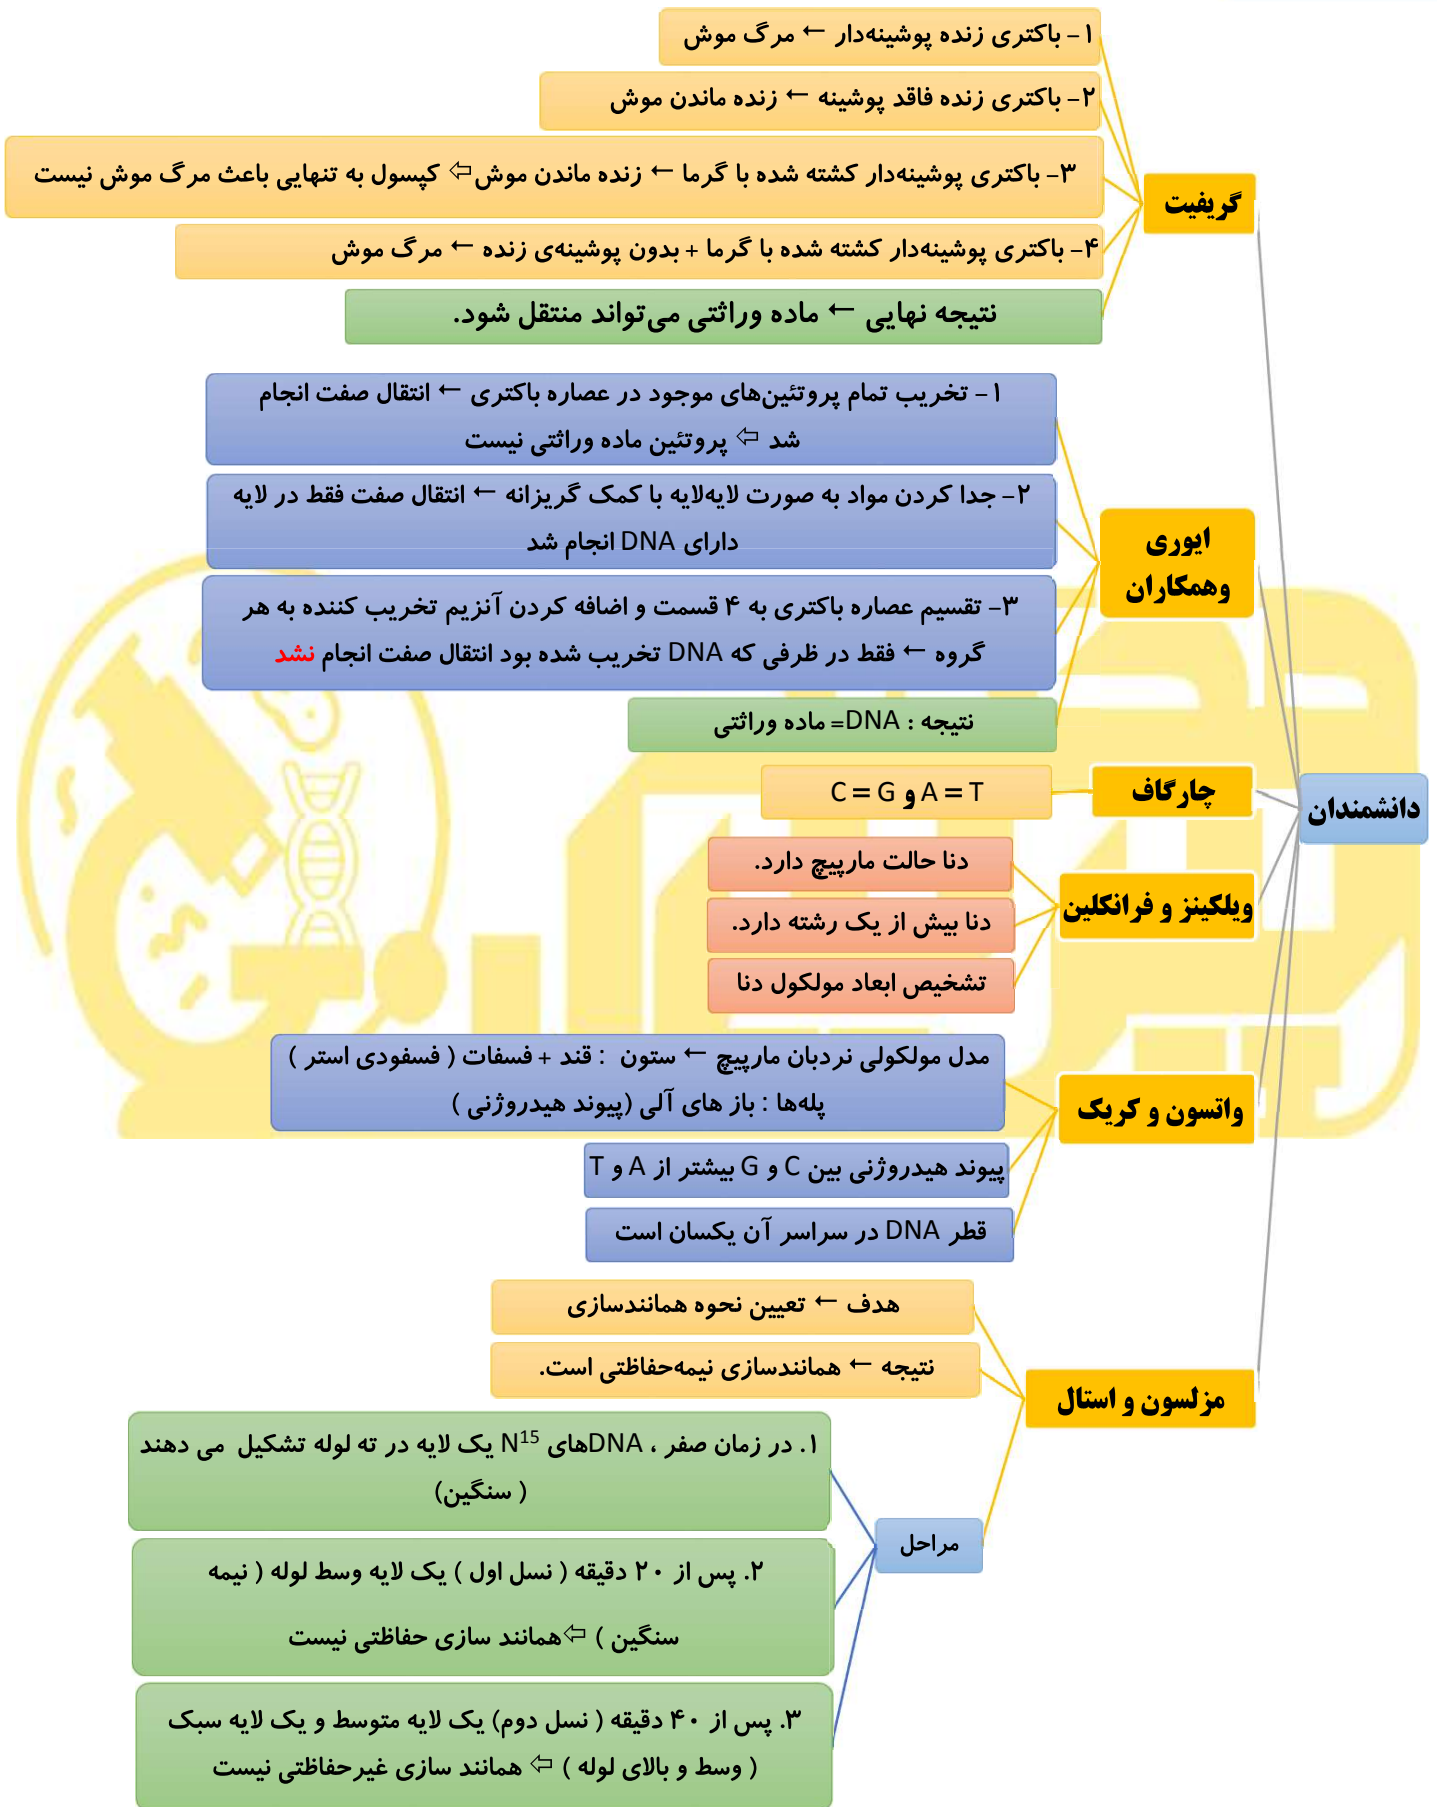 دانشمندان
گریفیت
۱- باکتری زنده پوشینه‌دار ← مرگ موش
۲- باکتری زنده فاقد پوشینه ← زنده ماندن موش
۳- باکتری پوشینه‌دار کشته شده با گرما ← زنده ماندن موش⇦ کپسول به تنهایی باعث مرگ موش نیست
۴- باکتری پوشینه‌دار کشته شده با گرما + بدون پوشینه‌ی زنده ← مرگ موش
نتیجه نهایی ← ماده وراثتی می‌تواند منتقل شود.
ایوری
وهمکاران
۱- تخریب تمام پروتئین‌های موجود در عصاره باکتری ← انتقال صفت انجام
شد ⇦ پروتئین ماده وراثتی نیست
۲- جدا کردن مواد به صورت لایه‌لایه با کمک گریزانه ← انتقال صفت فقط در لایه
دارای DNA انجام شد
۳- تقسیم عصاره باکتری به ۴ قسمت و اضافه کردن آنزیم تخریب کننده به هر
گروه ← فقط در ظرفی که DNA تخریب شده بود انتقال صفت انجام نشد
نتیجه : DNA= ماده وراثتی
چارگاف
A = T و C = G
ویلکینز و فرانکلین
دنا حالت مارپیچ دارد.
دنا بیش از یک رشته دارد.
تشخیص ابعاد مولکول دنا
واتسون و کریک
مدل مولکولی نردبان مارپیچ ← ستون : قند + فسفات ( فسفودی استر )
پله‌ها : باز های آلی (پیوند هیدروژنی )
پیوند هیدروژنی بین C و G بیشتر از A و T
قطر DNA در سراسر آن یکسان است
مزلسون و استال
هدف ← تعیین نحوه همانندسازی
نتیجه ← همانندسازی نیمه‌حفاظتی است.
مراحل
۱. در زمان صفر ، DNAهای N¹⁵ یک لایه در ته لوله تشکیل می دهند
( سنگین)
۲. پس از ۲۰ دقیقه ( نسل اول ) یک لایه وسط لوله ( نیمه
سنگین ) ⇦همانند سازی حفاظتی نیست
۳. پس از ۴۰ دقیقه ( نسل دوم) یک لایه متوسط و یک لایه سبک
( وسط و بالای لوله ) ⇦ همانند سازی غیرحفاظتی نیست